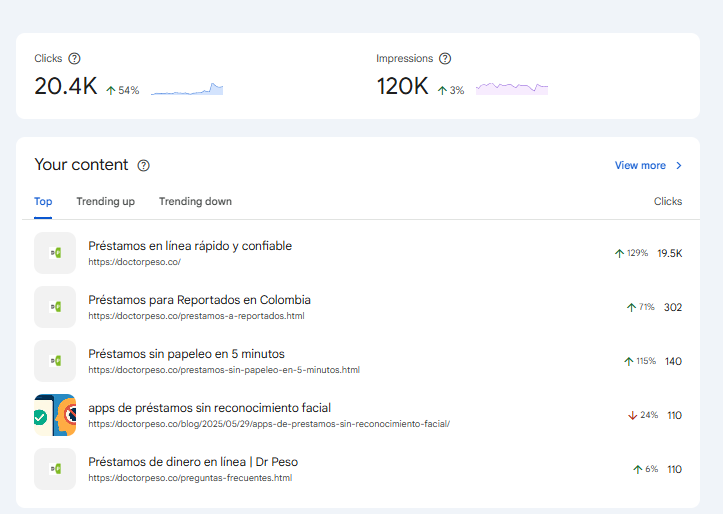 Clicks
Impressions
20.4K 54%
120K 3%
Your content
View more
Top Trending up Trending down Clicks
Préstamos en línea rápido y confiable
https://doctorpeso.co/
129% 19.5K
Préstamos para Reportados en Colombia
https://doctorpeso.co/prestamos-a-reportados.html
71% 302
Préstamos sin papeleo en 5 minutos
https://doctorpeso.co/prestamos-sin-papeleo-en-5-minutos.html
115% 140
apps de préstamos sin reconocimiento facial
https://doctorpeso.co/blog/2025/05/29/apps-de-prestamos-sin-reconocimiento-facial/
24% 110
Préstamos de dinero en línea | Dr Peso
https://doctorpeso.co/preguntas-frecuentes.html
6% 110